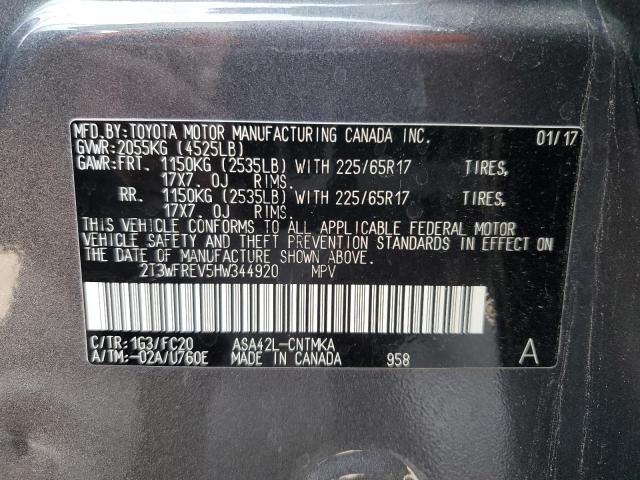 MFD.BY:TOYOTA MOTOR MANUFACTURING CANADA INC. 01/17
GVWR:2055KG (4525LB)
GAWR:FRT. 1150KG (2535LB) WITH 225/65R17 TIRES,
17X7.0J RIMS.
RR. 1150KG (2535LB) WITH 225/65R17 TIRES,
17X7.0J RIMS.
THIS VEHICLE CONFORMS TO ALL APPLICABLE FEDERAL MOTOR
VEHICLE SAFETY AND THEFT PREVENTION STANDARDS IN EFFECT ON
THE DATE OF MANUFACTURE SHOWN ABOVE.
2T3WFREV5HW344920 MPV
C/TR:1G3/FC20 ASA42L-CNTMKA
A/TM:-02A/U760E MADE IN CANADA 958 A